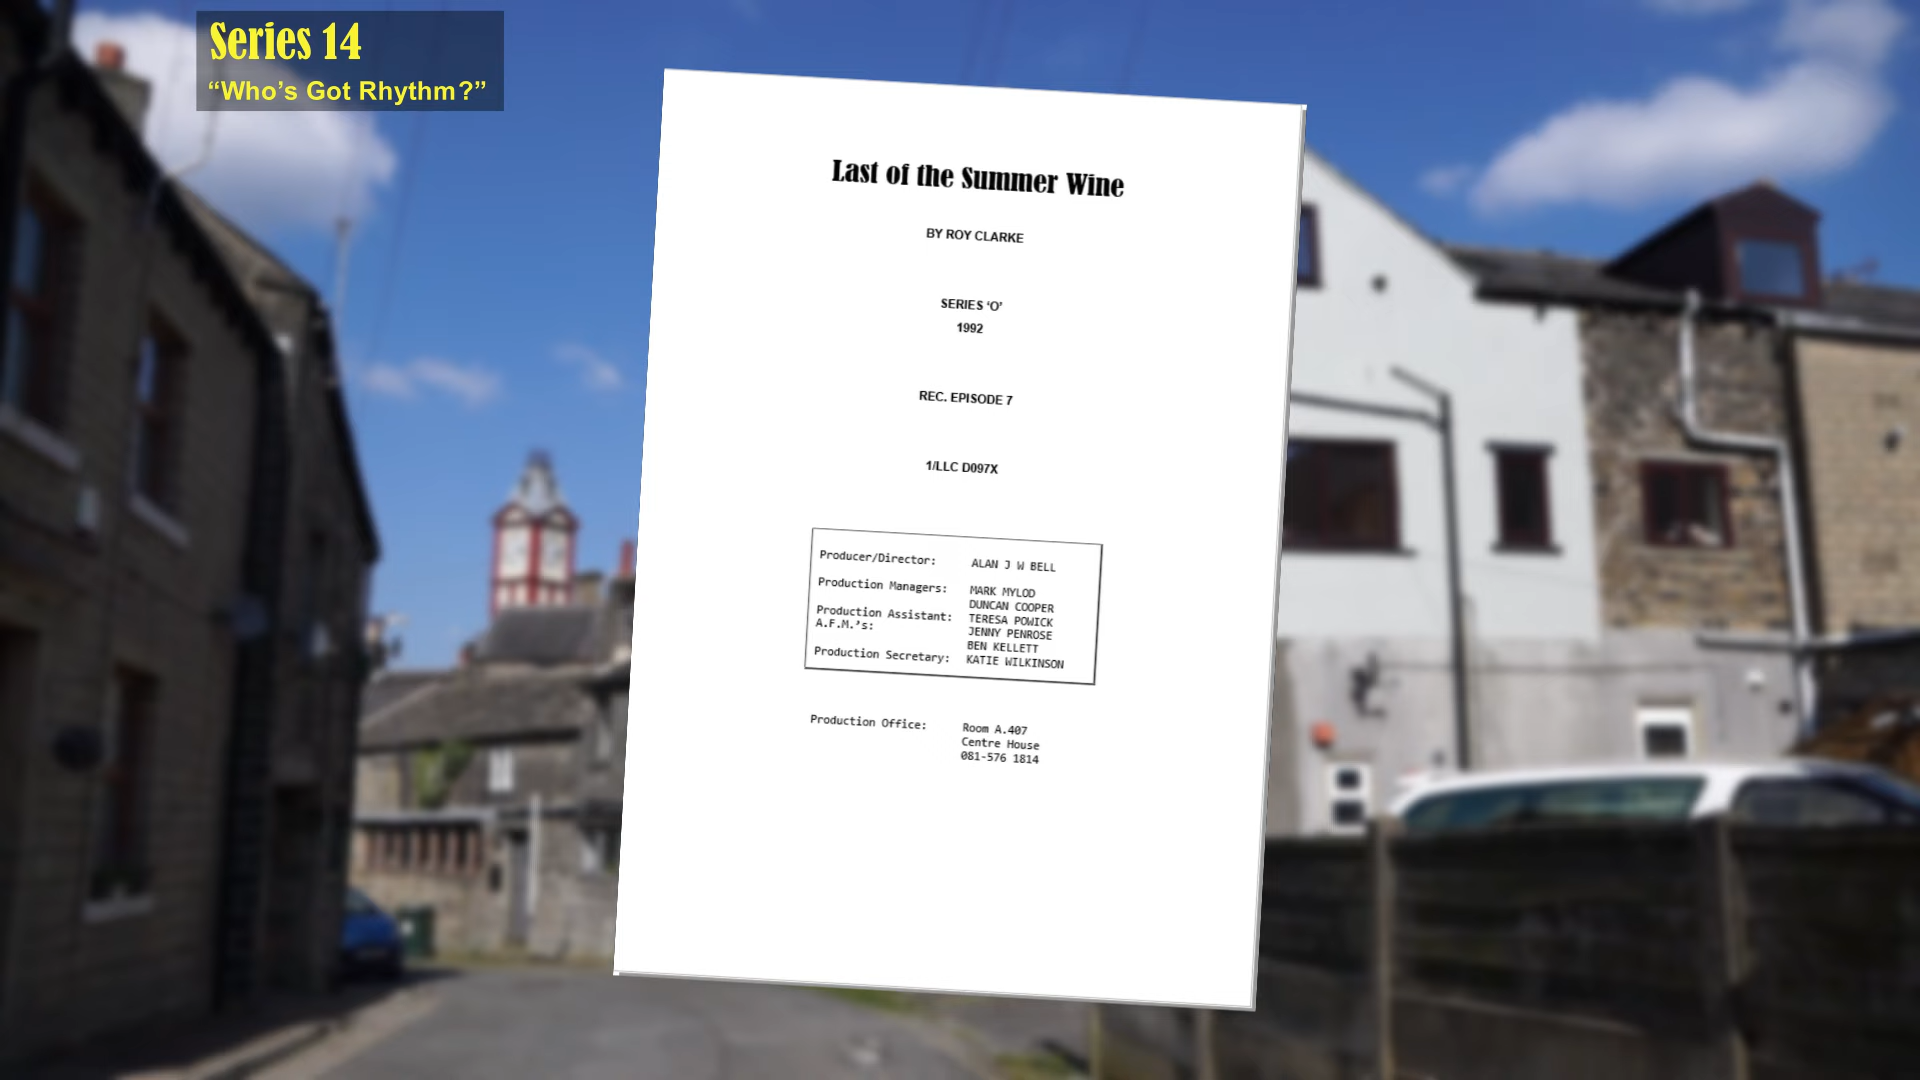 Series 14
“Who’s Got Rhythm?”
Last of the Summer Wine
BY ROY CLARKE
SERIES ‘O’
1992
REC. EPISODE 7
1/LLC D097X
Producer/Director: ALAN J W BELL
Production Managers: MARK MYLOD
DUNCAN COOPER
Production Assistant: TERESA POWICK
A.F.M.’s: JENNY PENROSE
BEN KELLETT
Production Secretary: KATIE WILKINSON
Production Office: Room A.407
Centre House
081-576 1814